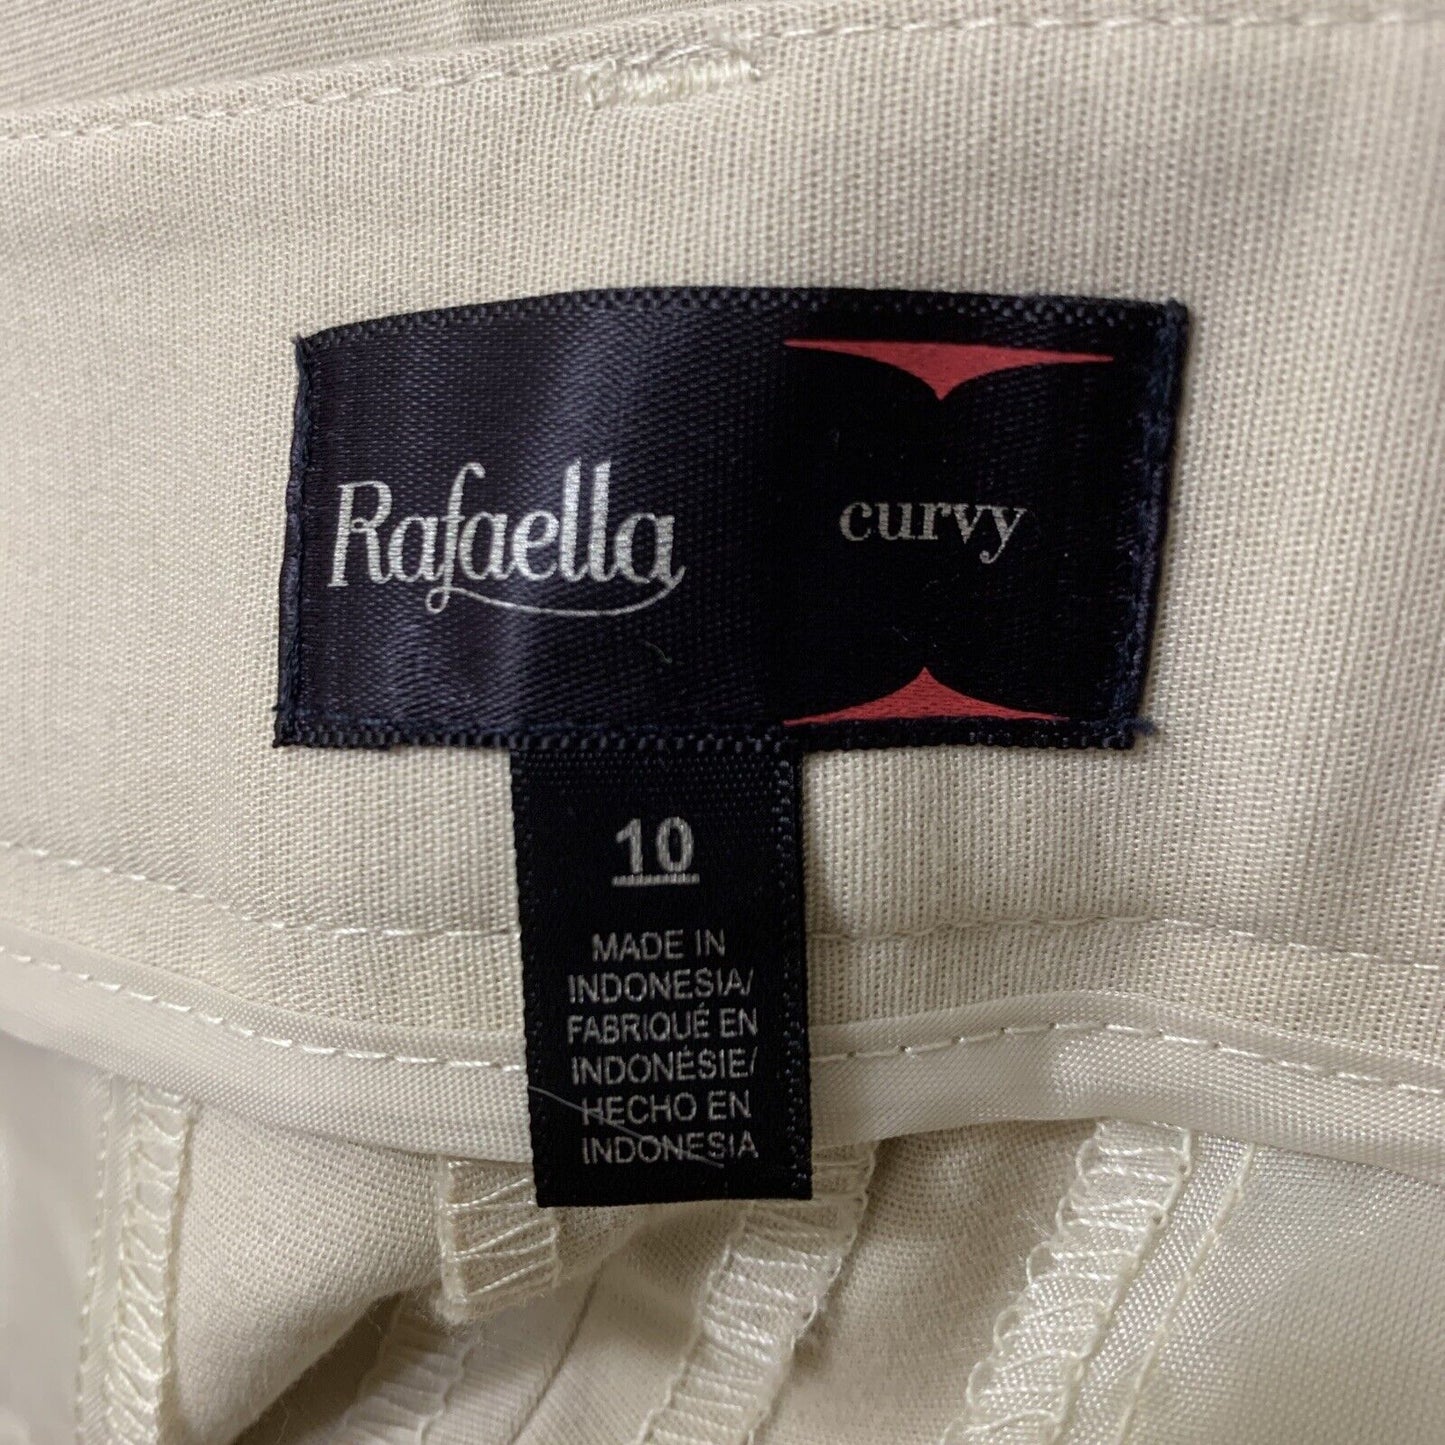 Rafaella
curvy
10
MADE IN
INDONESIA/
FABRIQUÉ EN
INDONÉSIE/
HECHO EN
INDONESIA